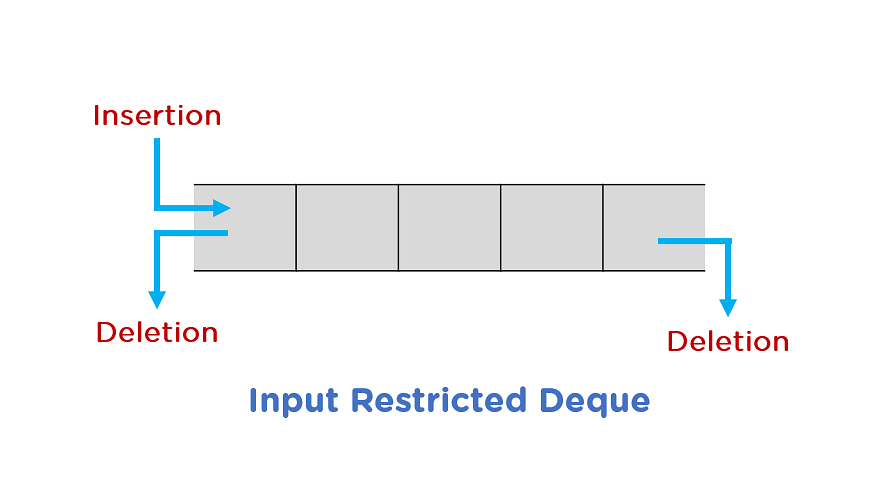 Insertion
Deletion
Deletion
Input Restricted Deque